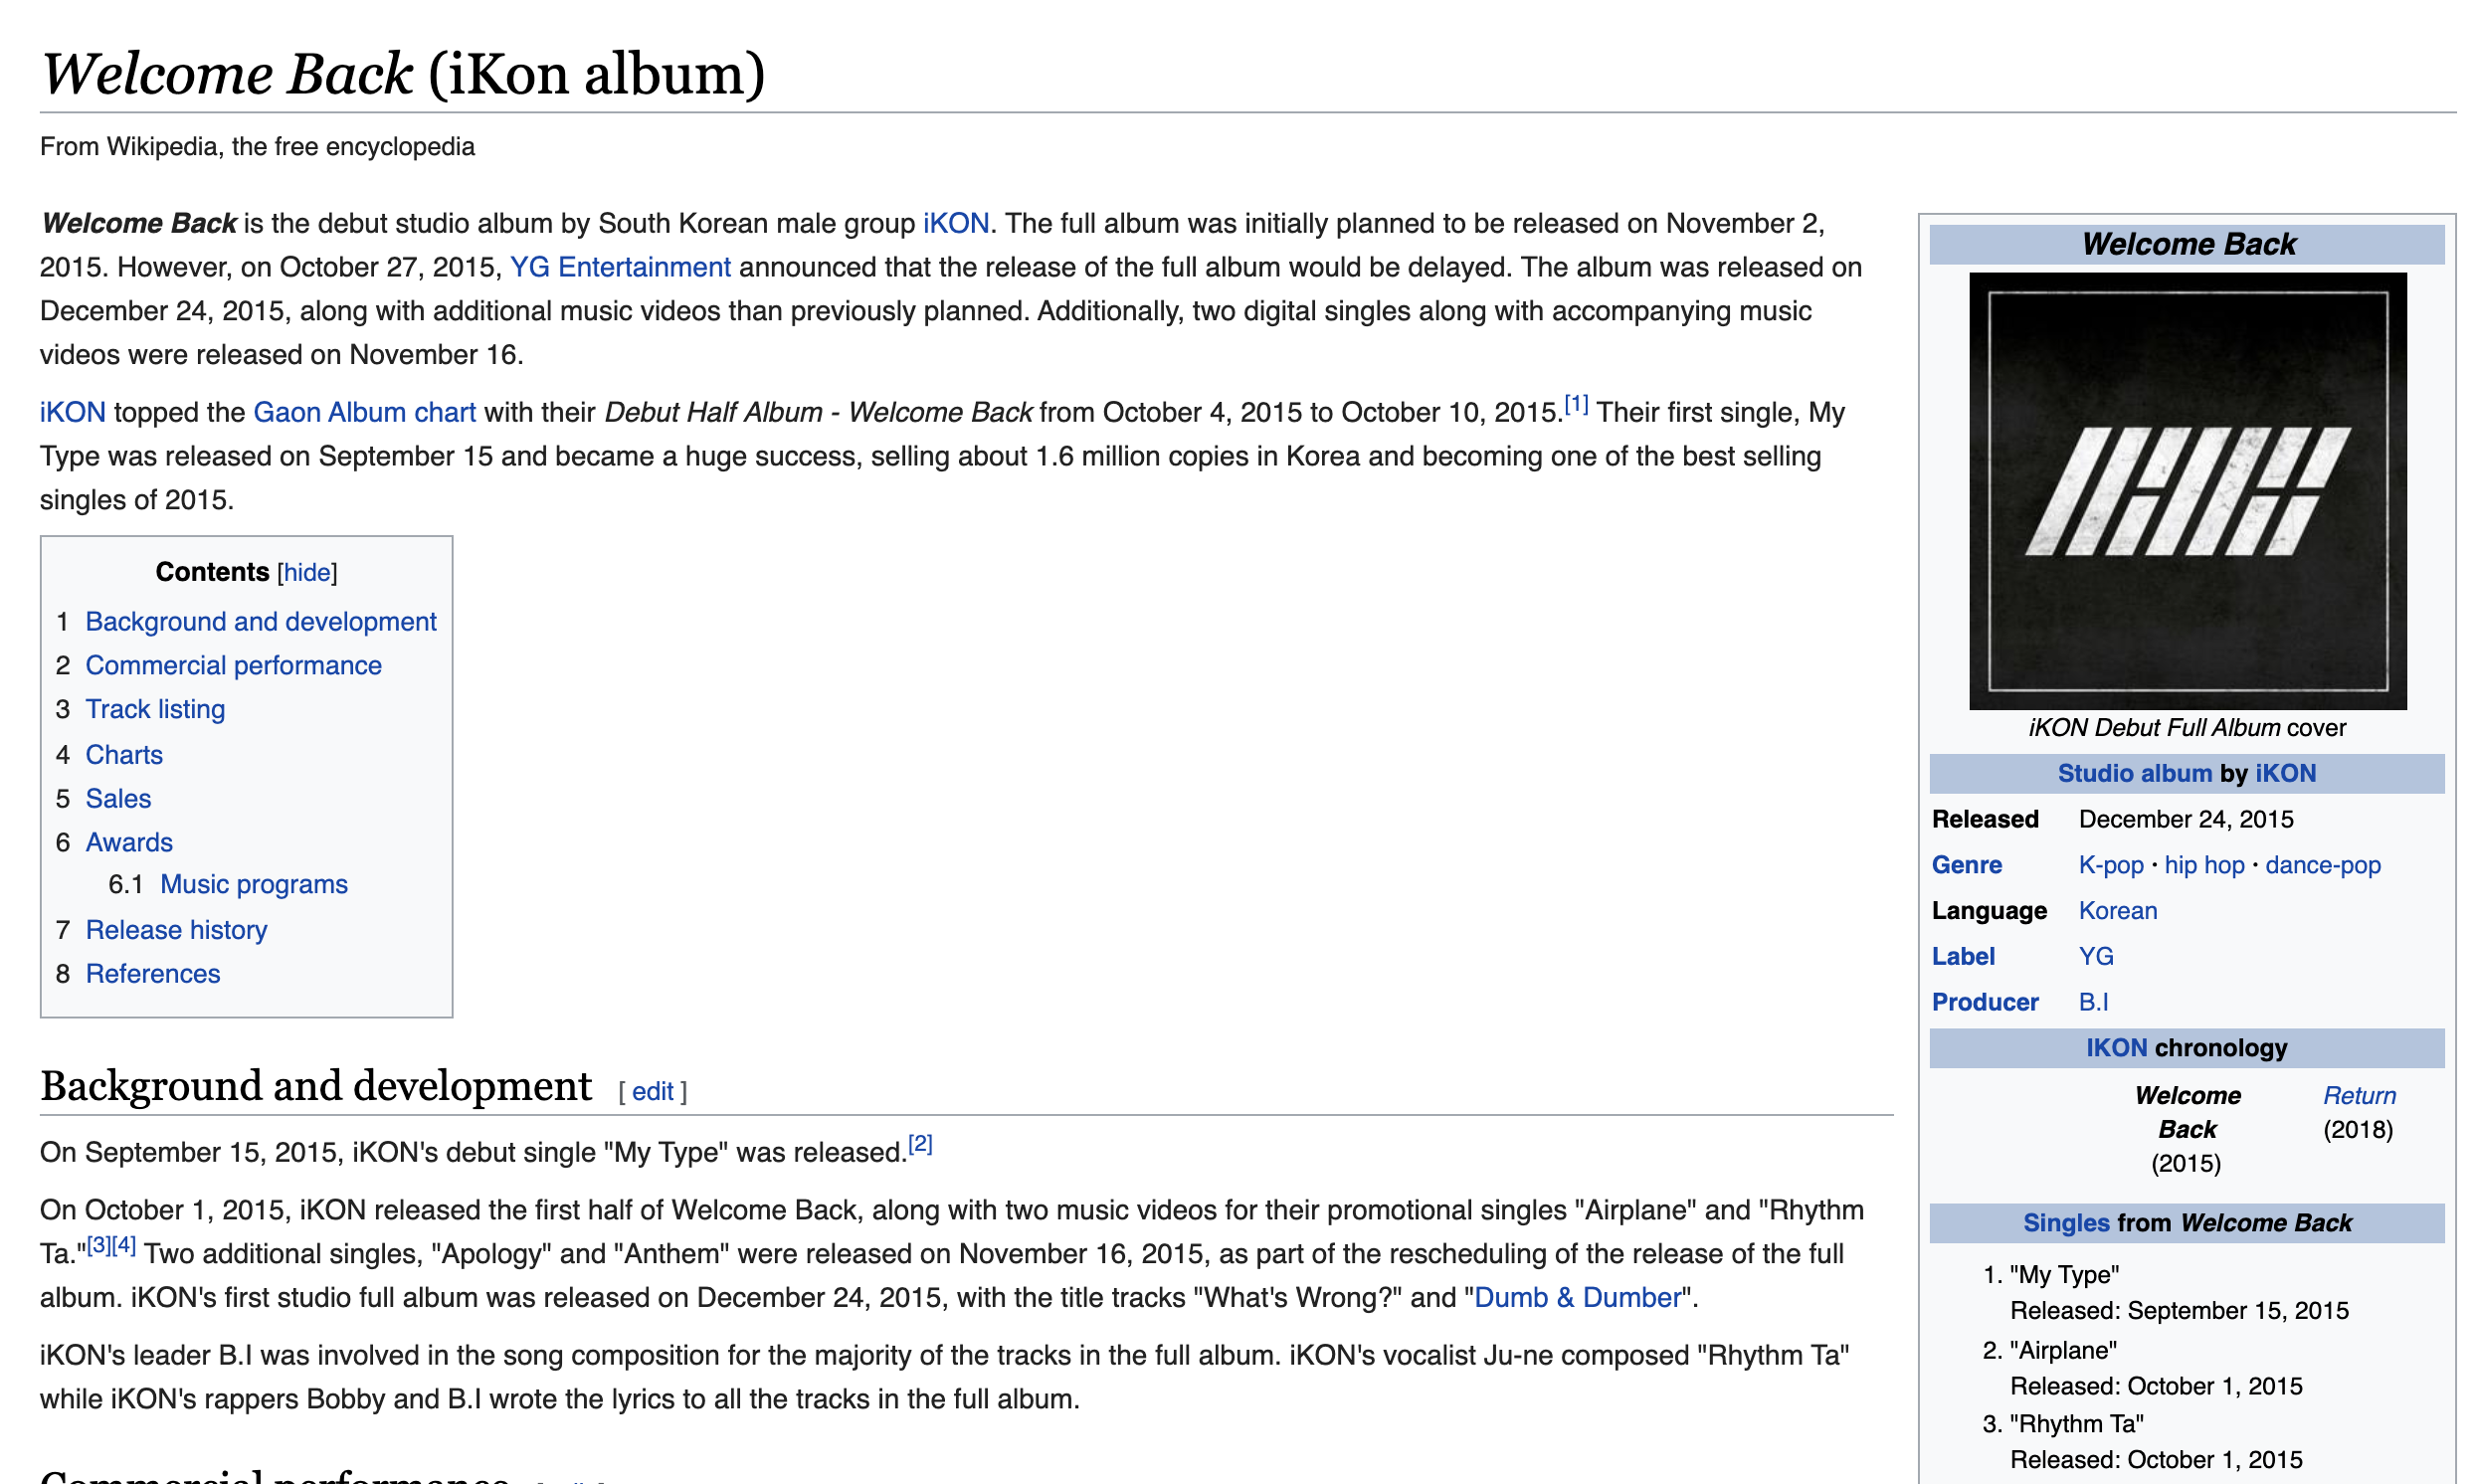 Welcome Back (iKon album)
From Wikipedia, the free encyclopedia
Welcome Back is the debut studio album by South Korean male group iKON. The full album was initially planned to be released on November 2,
2015. However, on October 27, 2015, YG Entertainment announced that the release of the full album would be delayed. The album was released on
December 24, 2015, along with additional music videos than previously planned. Additionally, two digital singles along with accompanying music
videos were released on November 16.
iKON topped the Gaon Album chart with their Debut Half Album - Welcome Back from October 4, 2015 to October 10, 2015.[1] Their first single, My
Type was released on September 15 and became a huge success, selling about 1.6 million copies in Korea and becoming one of the best selling
singles of 2015.
Contents [hide]
1 Background and development
2 Commercial performance
3 Track listing
4 Charts
5 Sales
6 Awards
6.1 Music programs
7 Release history
8 References
Background and development [ edit ]
On September 15, 2015, iKON's debut single "My Type" was released.[2]
On October 1, 2015, iKON released the first half of Welcome Back, along with two music videos for their promotional singles "Airplane" and "Rhythm
Ta."[3][4] Two additional singles, "Apology" and "Anthem" were released on November 16, 2015, as part of the rescheduling of the release of the full
album. iKON's first studio full album was released on December 24, 2015, with the title tracks "What's Wrong?" and "Dumb & Dumber".
iKON's leader B.I was involved in the song composition for the majority of the tracks in the full album. iKON's vocalist Ju-ne composed "Rhythm Ta"
while iKON's rappers Bobby and B.I wrote the lyrics to all the tracks in the full album.
Commercial performance
Welcome Back
iKON Debut Full Album cover
Studio album by iKON
Released December 24, 2015
Genre K-pop · hip hop · dance-pop
Language Korean
Label YG
Producer B.I
IKON chronology
Welcome Return
Back (2018)
(2015)
Singles from Welcome Back
1. "My Type"
Released: September 15, 2015
2. "Airplane"
Released: October 1, 2015
3. "Rhythm Ta"
Released: October 1, 2015